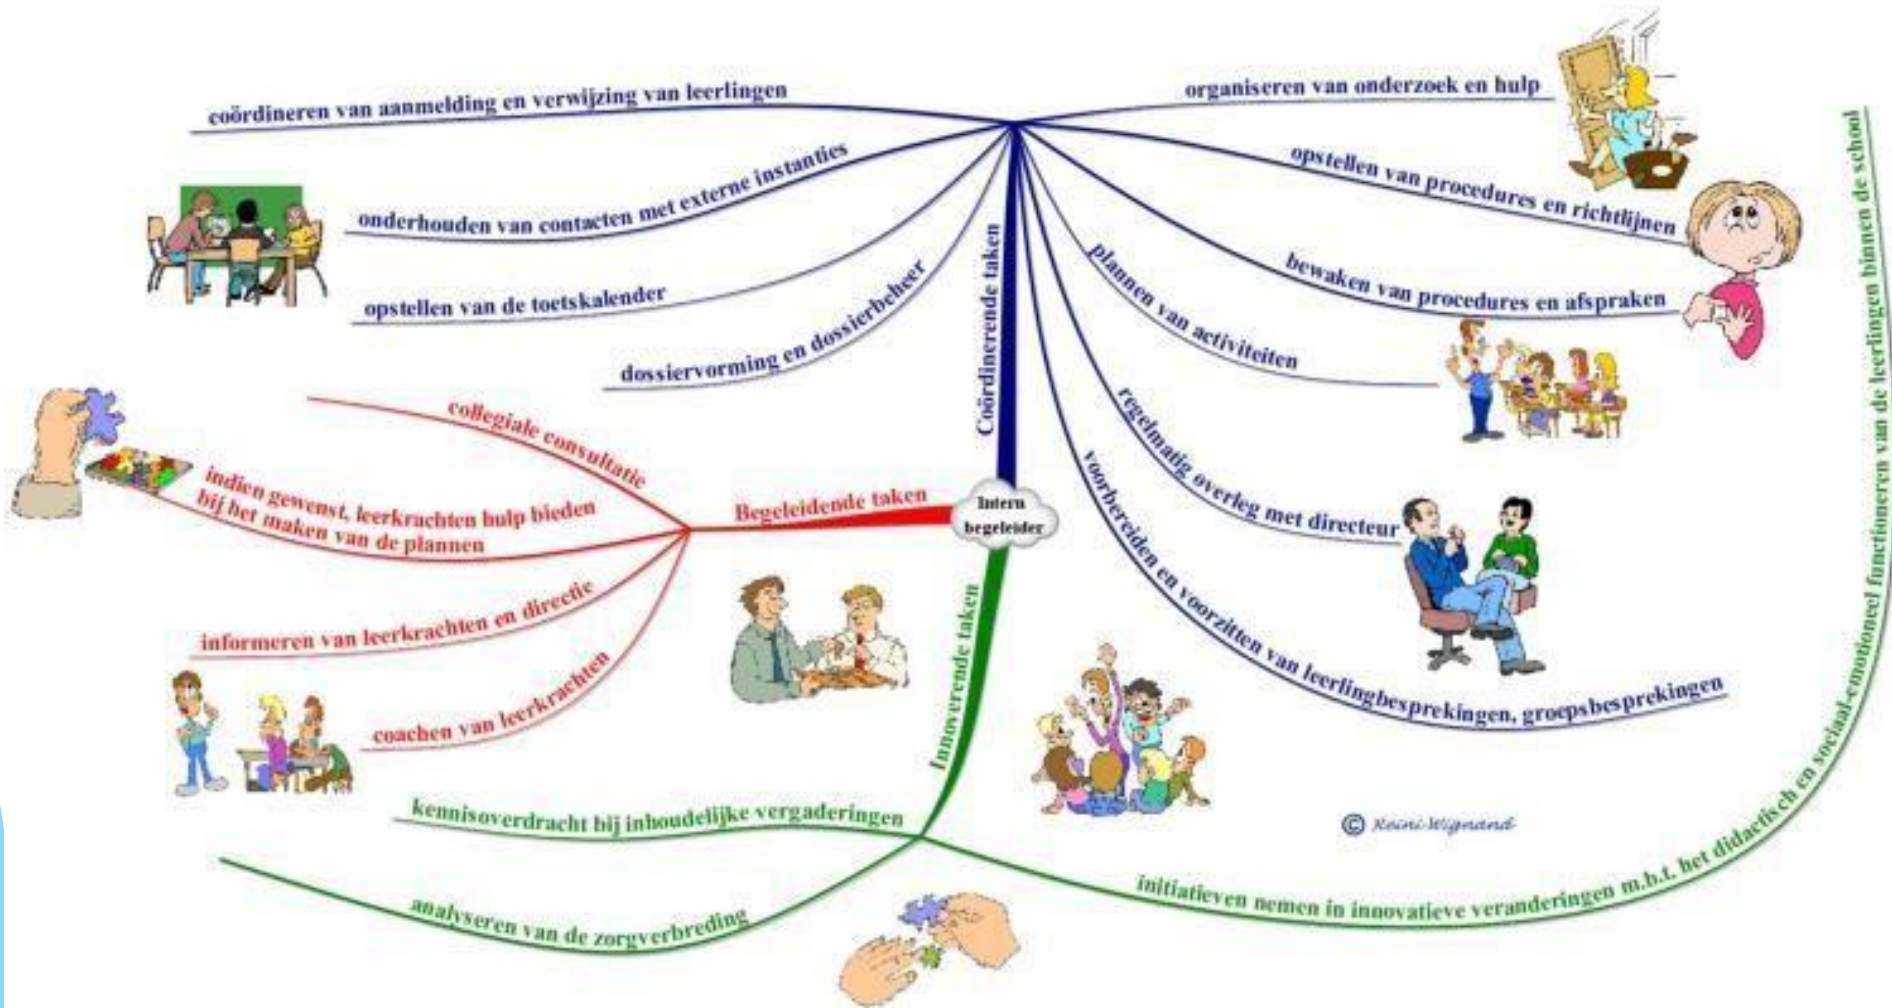 Intern
begeleider
Coördinerende taken
coördineren van aanmelding en verwijzing van leerlingen
onderhouden van contacten met externe instanties
opstellen van de toetskalender
dossiervorming en dossierbeheer
organiseren van onderzoek en hulp
opstellen van procedures en richtlijnen
bewaken van procedures en afspraken
plannen van activiteiten
regelmatig overleg met directeur
voorbereiden en voorzitten van leerlingbesprekingen, groepsbesprekingen
Begeleidende taken
collegiale consultatie
indien gewenst, leerkrachten hulp bieden
bij het maken van de plannen
informeren van leerkrachten en directie
coachen van leerkrachten
Innoverende taken
kennisoverdracht bij inhoudelijke vergaderingen
analyseren van de zorgverbreding
initiatieven nemen in innovatieve veranderingen m.b.t. het didactisch en sociaal-emotioneel functioneren van de leerlingen binnen de school
© Reini Wignand